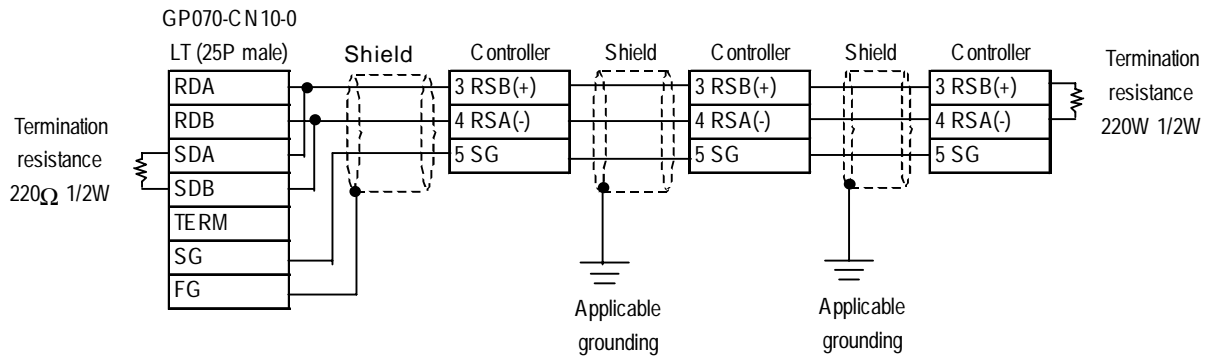 GP070-CN10-0
LT (25P male)
Shield
Controller
Shield
Controller
Shield
Controller
Termination
resistance
220W 1/2W
RDA
RDB
SDA
SDB
TERM
SG
FG
3 RSB(+)
4 RSA(-)
5 SG
3 RSB(+)
4 RSA(-)
5 SG
3 RSB(+)
4 RSA(-)
5 SG
Termination
resistance
220Ω 1/2W
Applicable
grounding
Applicable
grounding